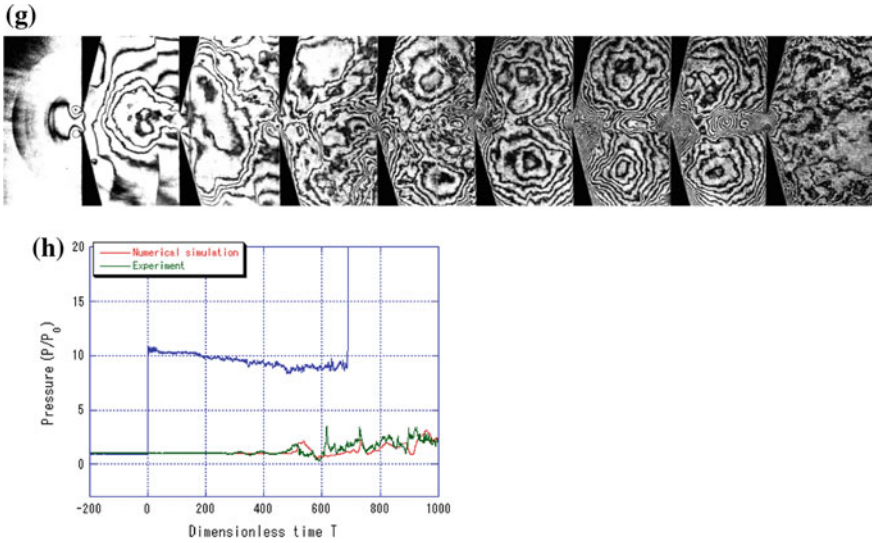 (g)
(h)
Numerical simulation
Experiment
20
15
10
5
0
Pressure (P/P0)
-200
0
200
400
600
800
1000
Dimensionless time T